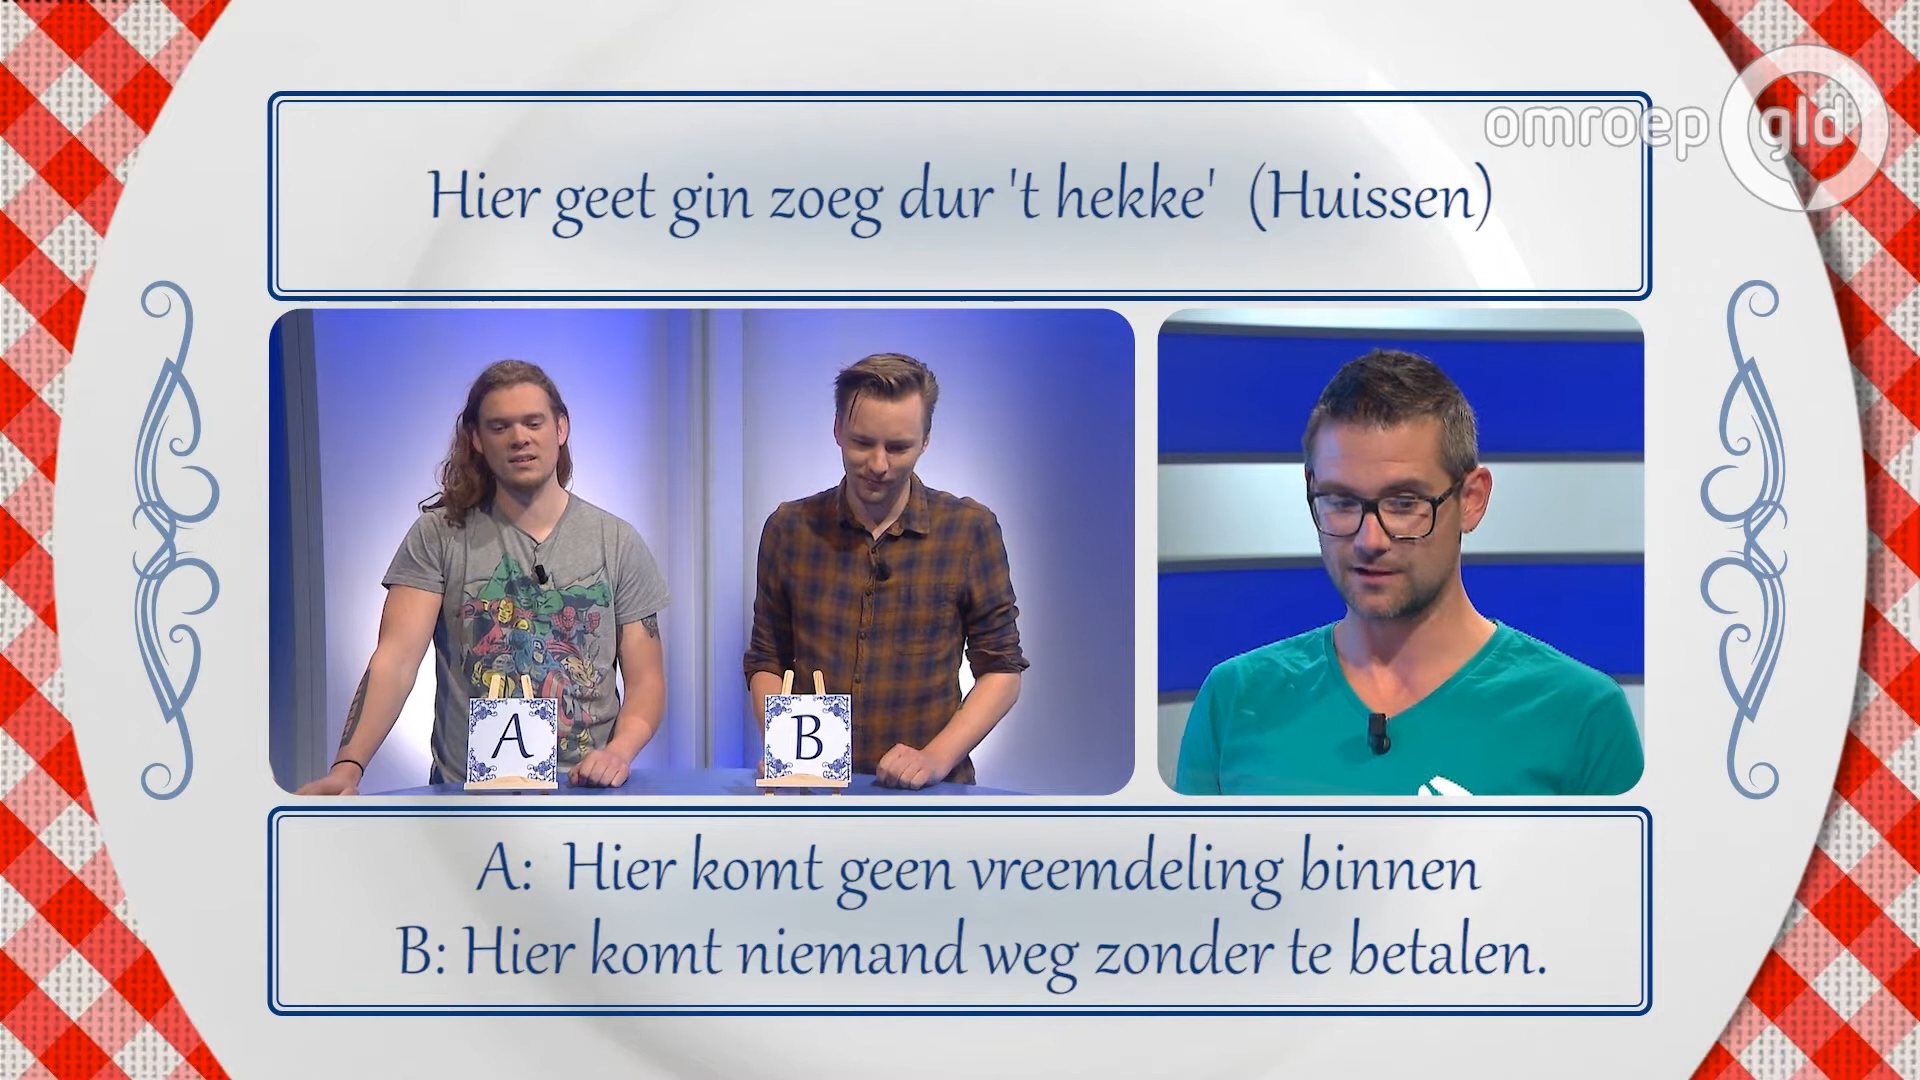 omroep gld
Hier geet gin zoeg dur 't hekke' (Huissen)
A
B
A: Hier komt geen vreemdeling binnen
B: Hier komt niemand weg zonder te betalen.